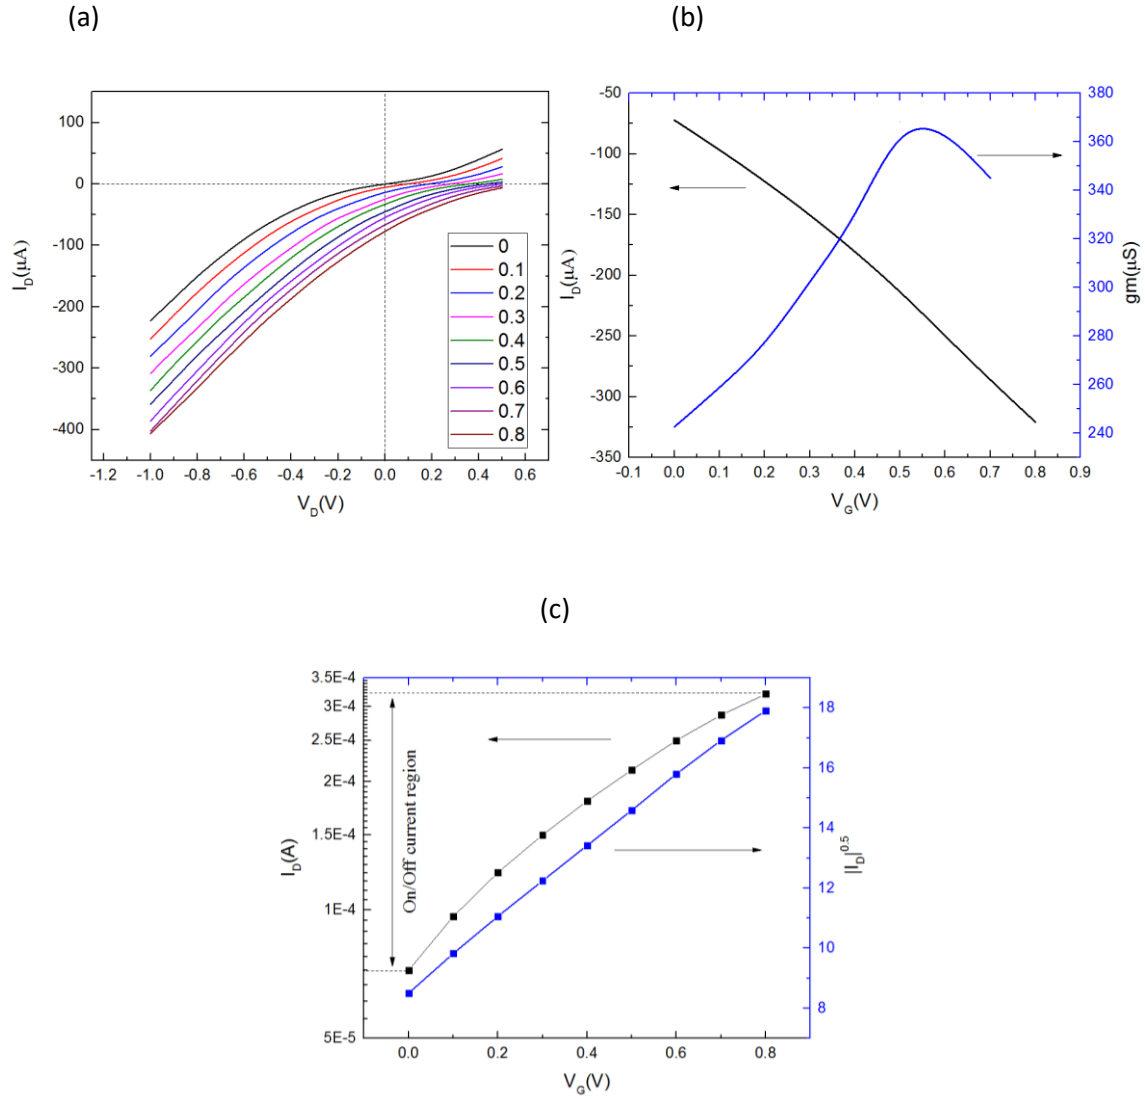 (a)
(b)
100
0
-100
-200
-300
-400
I_D(μA)
-1.2 -1.0 -0.8 -0.6 -0.4 -0.2 0.0 0.2 0.4 0.6
V_D(V)
0
0.1
0.2
0.3
0.4
0.5
0.6
0.7
0.8
-50
-100
-150
-200
-250
-300
-350
I_D(μA)
-0.1 0.0 0.1 0.2 0.3 0.4 0.5 0.6 0.7 0.8 0.9
V_G(V)
380
360
340
320
300
280
260
240
gm(μS)
(c)
3.5E-4
3E-4
2.5E-4
2E-4
1.5E-4
1E-4
5E-5
I_D(A)
On/Off current region
0.0 0.2 0.4 0.6 0.8
V_G(V)
18
16
14
12
10
8
|I_D|^0.5